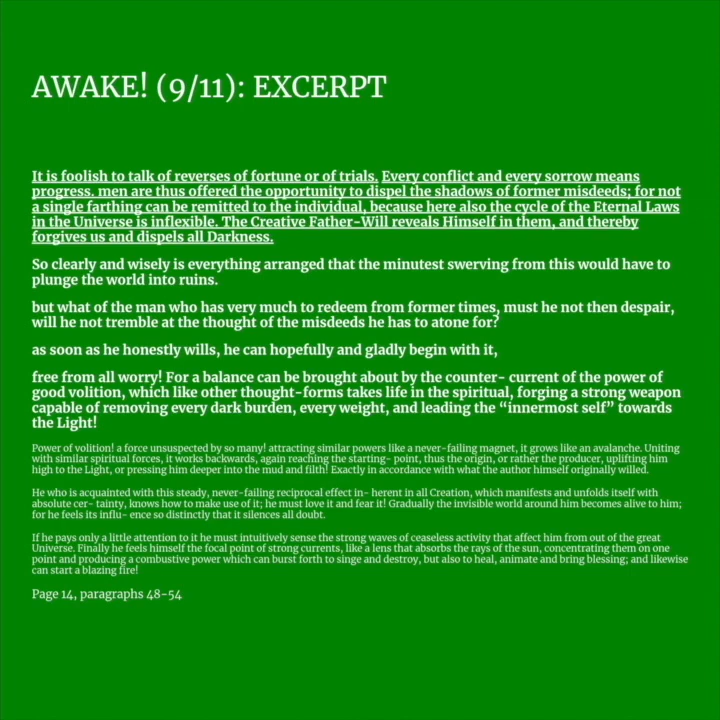 AWAKE! (9/11): EXCERPT
It is foolish to talk of reverses of fortune or of trials. Every conflict and every sorrow means
progress. men are thus offered the opportunity to dispel the shadows of former misdeeds; for not
a single farthing can be remitted to the individual, because here also the cycle of the Eternal Laws
in the Universe is inflexible. The Creative Father-Will reveals Himself in them, and thereby
forgives us and dispels all Darkness.
So clearly and wisely is everything arranged that the minutest swerving from this would have to
plunge the world into ruins.
but what of the man who has very much to redeem from former times, must he not then despair,
will he not tremble at the thought of the misdeeds he has to atone for?
as soon as he honestly wills, he can hopefully and gladly begin with it,
free from all worry! For a balance can be brought about by the counter- current of the power of
good volition, which like other thought-forms takes life in the spiritual, forging a strong weapon
capable of removing every dark burden, every weight, and leading the “innermost self” towards
the Light!
Power of volition! a force unsuspected by so many! attracting similar powers like a never-failing magnet, it grows like an avalanche. Uniting
with similar spiritual forces, it works backwards, again reaching the starting- point, thus the origin, or rather the producer, uplifting him
high to the Light, or pressing him deeper into the mud and filth! Exactly in accordance with what the author himself originally willed.
He who is acquainted with this steady, never-failing reciprocal effect in- herent in all Creation, which manifests and unfolds itself with
absolute cer- tainty, knows how to make use of it; he must love it and fear it! Gradually the invisible world around him becomes alive to him;
for he feels its influ- ence so distinctly that it silences all doubt.
If he pays only a little attention to it he must intuitively sense the strong waves of ceaseless activity that affect him from out of the great
Universe. Finally he feels himself the focal point of strong currents, like a lens that absorbs the rays of the sun, concentrating them on one
point and producing a combustive power which can burst forth to singe and destroy, but also to heal, animate and bring blessing; and likewise
can start a blazing fire!
Page 14, paragraphs 48-54